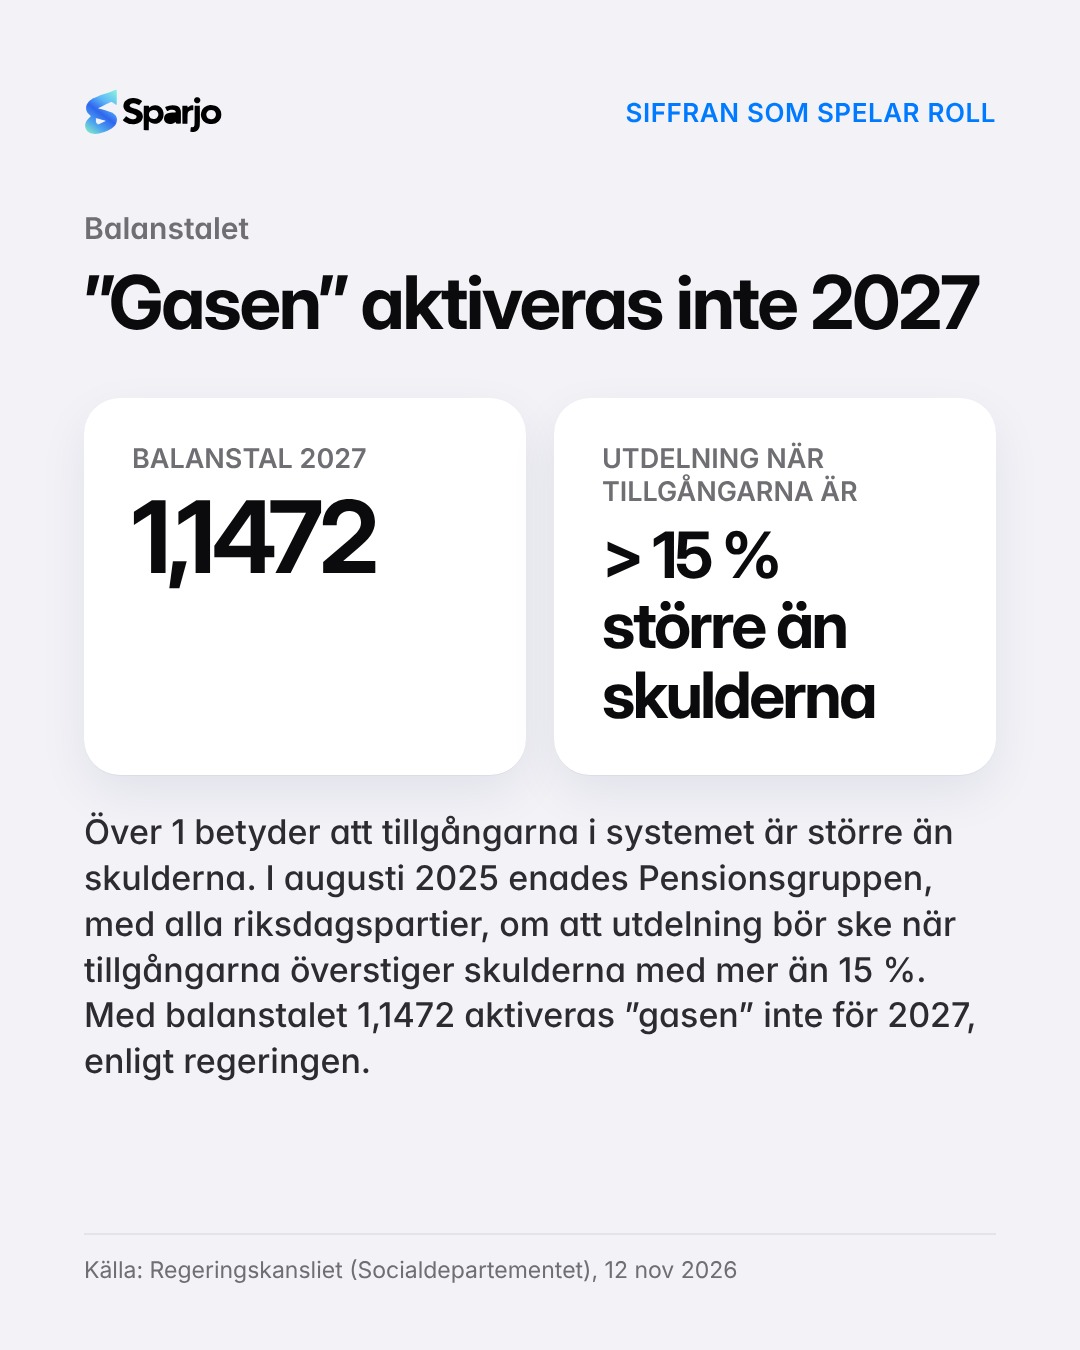 Sparjo
SIFFRAN SOM SPELAR ROLL
Balanstalet
”Gasen” aktiveras inte 2027
BALANSTAL 2027
1,1472
UTDELNING NÄR
TILLGÅNGARNA ÄR
> 15 %
större än
skulderna
Över 1 betyder att tillgångarna i systemet är större än
skulderna. I augusti 2025 enades Pensionsgruppen,
med alla riksdagspartier, om att utdelning bör ske när
tillgångarna överstiger skulderna med mer än 15 %.
Med balanstalet 1,1472 aktiveras ”gasen” inte för 2027,
enligt regeringen.
Källa: Regeringskansliet (Socialdepartementet), 12 nov 2026